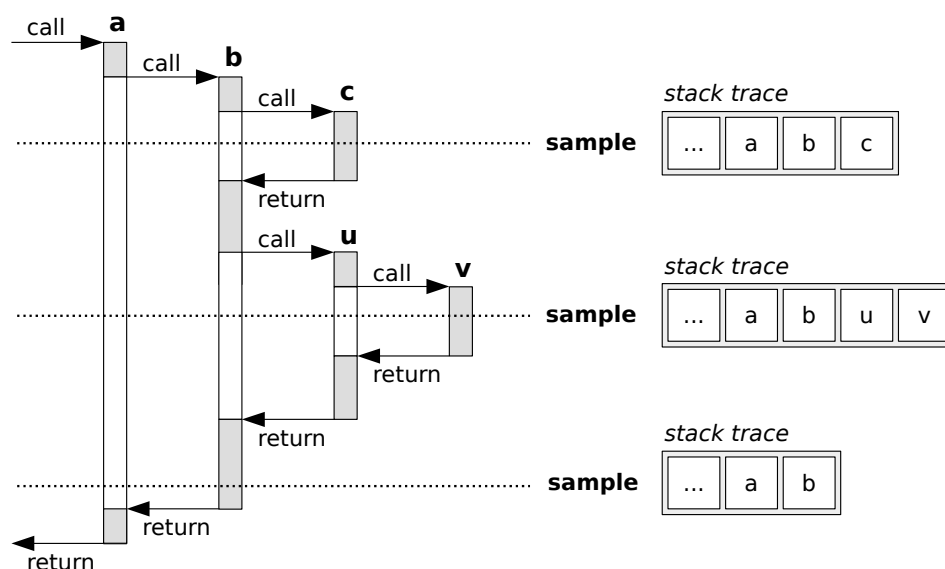 call
a
call
b
call
c
stack trace
sample
... a b c
return
call
u
call
v
stack trace
sample
... a b u v
return
return
stack trace
sample
... a b
return
return